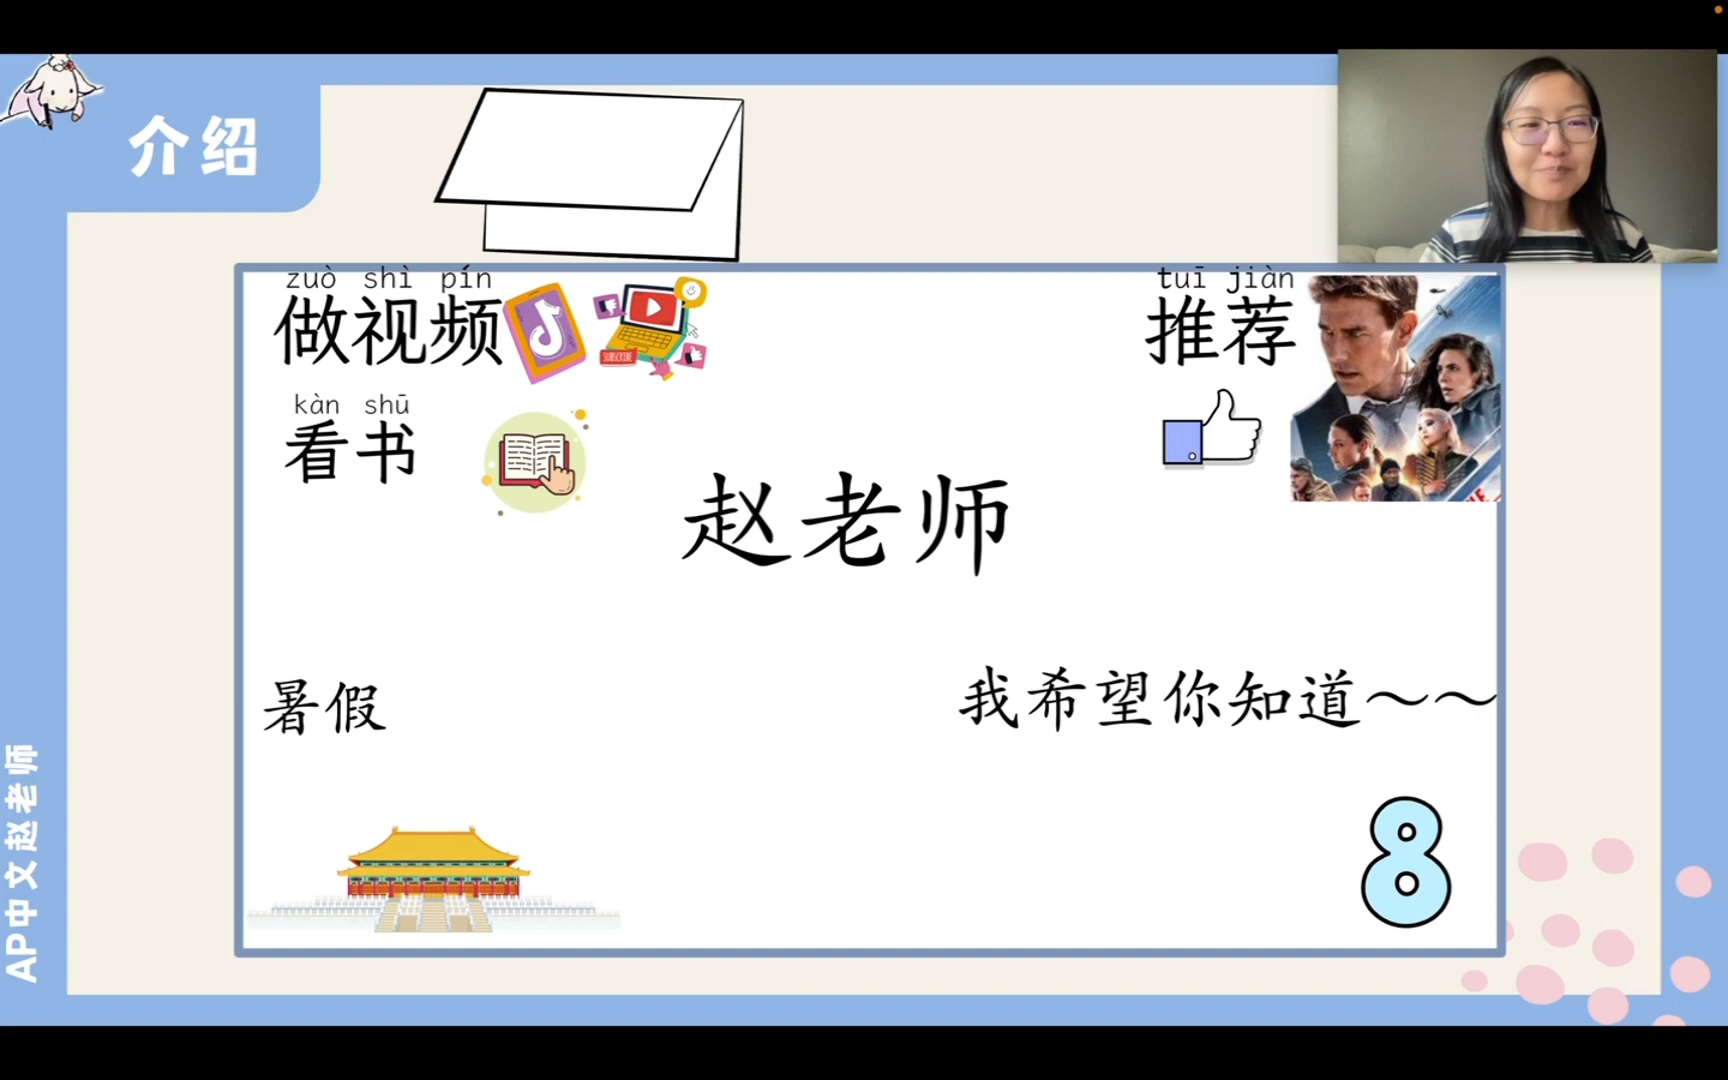 介绍
zuò shì pín
做视频
SUBSCRIBE
kàn shū
看书
tuī jiàn
推荐
赵老师
暑假
我希望你知道~~
8
AP中文赵老师